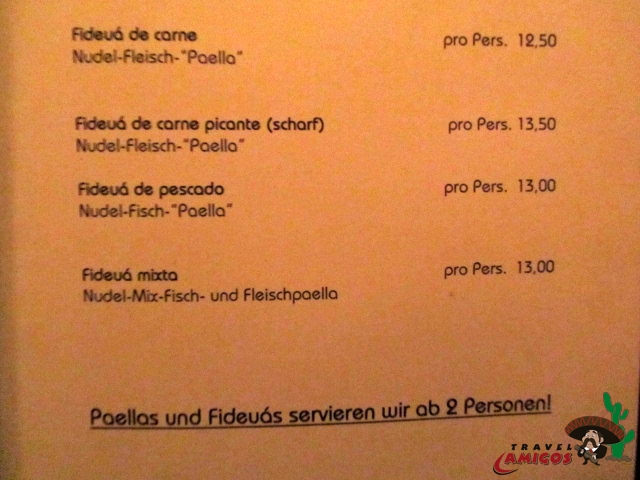 Fideuá de carne pro Pers. 12,50
Nudel-Fleisch-"Paella"
Fideuá de carne picante (scharf) pro Pers. 13,50
Nudel-Fleisch-"Paella"
Fideuá de pescado pro Pers. 13,00
Nudel-Fisch-"Paella"
Fideuá mixta pro Pers. 13,00
Nudel-Mix-Fisch- und Fleischpaella
Paellas und Fideuás servieren wir ab 2 Personen!
TRAVEL
AMIGOS